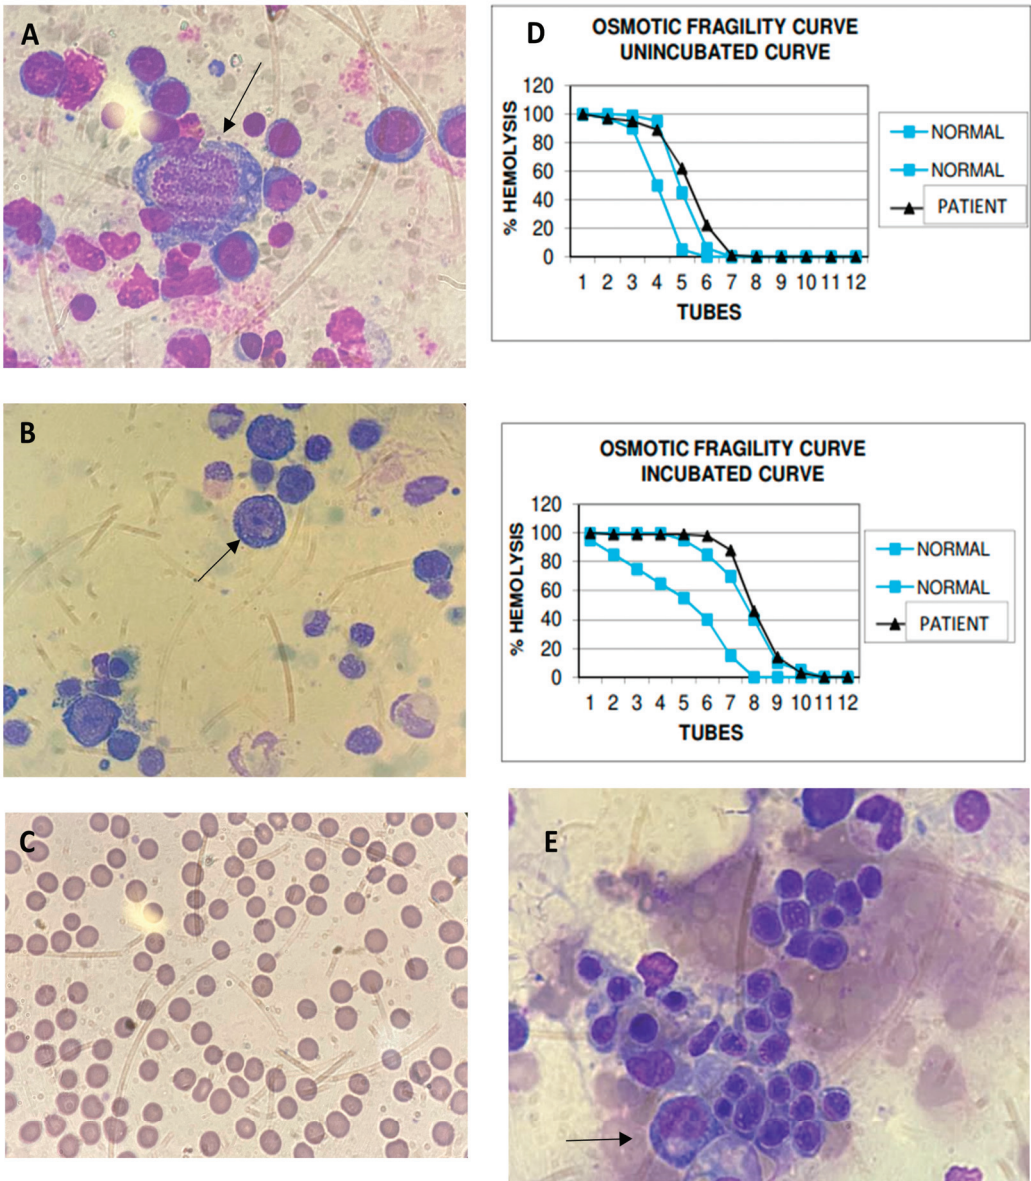 A
B
C
D
OSMOTIC FRAGILITY CURVE
UNINCUBATED CURVE
% HEMOLYSIS
120
100
80
60
40
20
0
1 2 3 4 5 6 7 8 9 10 11 12
TUBES
NORMAL
NORMAL
PATIENT
OSMOTIC FRAGILITY CURVE
INCUBATED CURVE
% HEMOLYSIS
120
100
80
60
40
20
0
1 2 3 4 5 6 7 8 9 10 11 12
TUBES
NORMAL
NORMAL
PATIENT
E